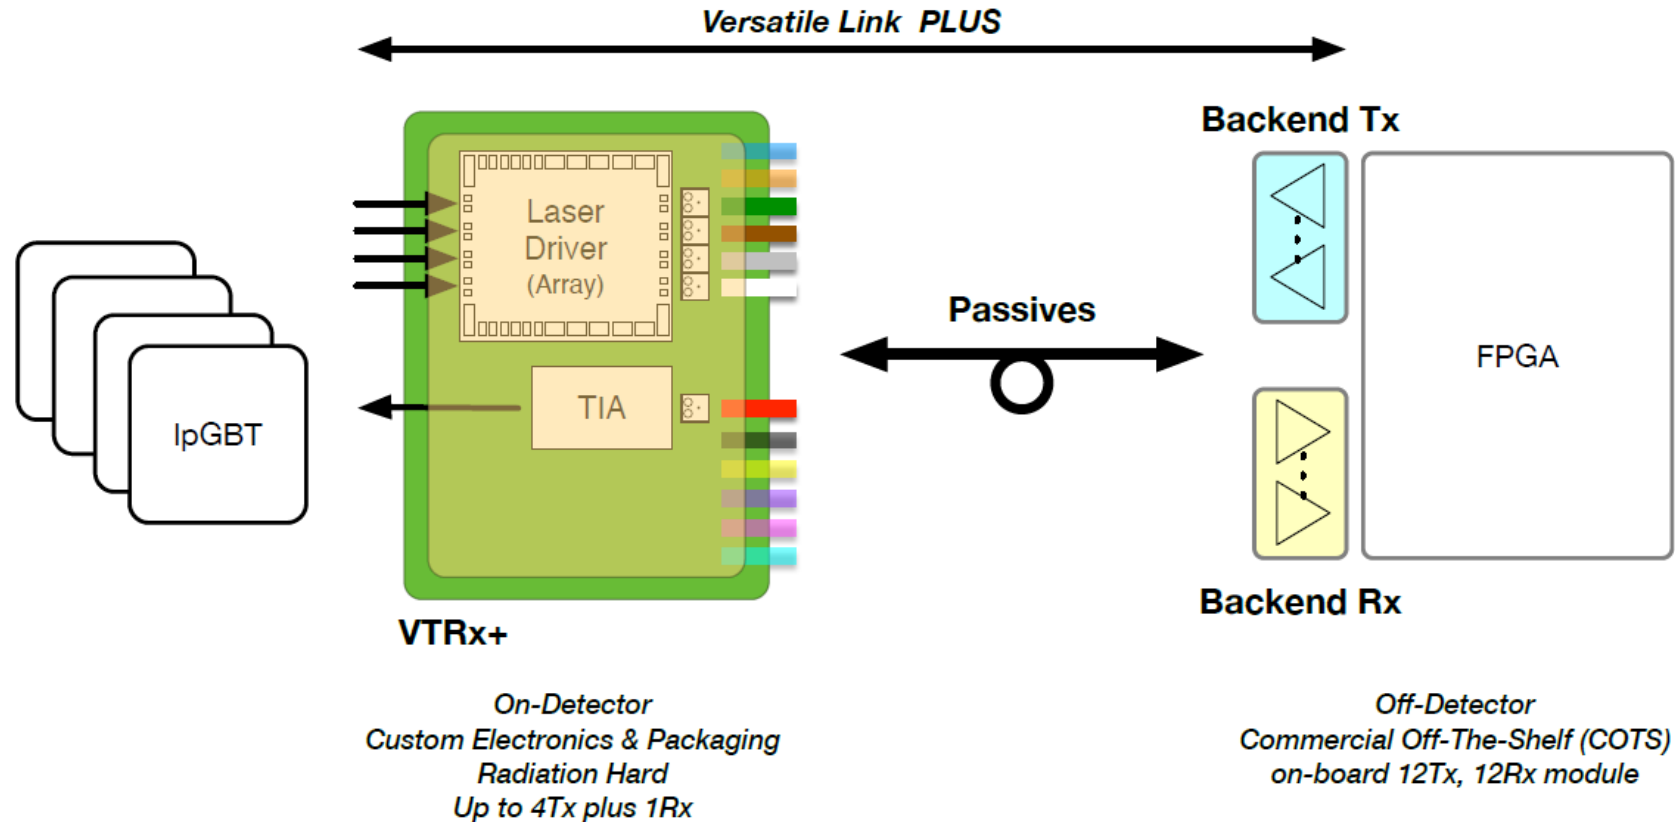 Versatile Link PLUS
Backend Tx
Laser
Driver
(Array)
Passives
FPGA
TIA
lpGBT
Backend Rx
VTRx+
On-Detector
Custom Electronics & Packaging
Radiation Hard
Up to 4Tx plus 1Rx
Off-Detector
Commercial Off-The-Shelf (COTS)
on-board 12Tx, 12Rx module